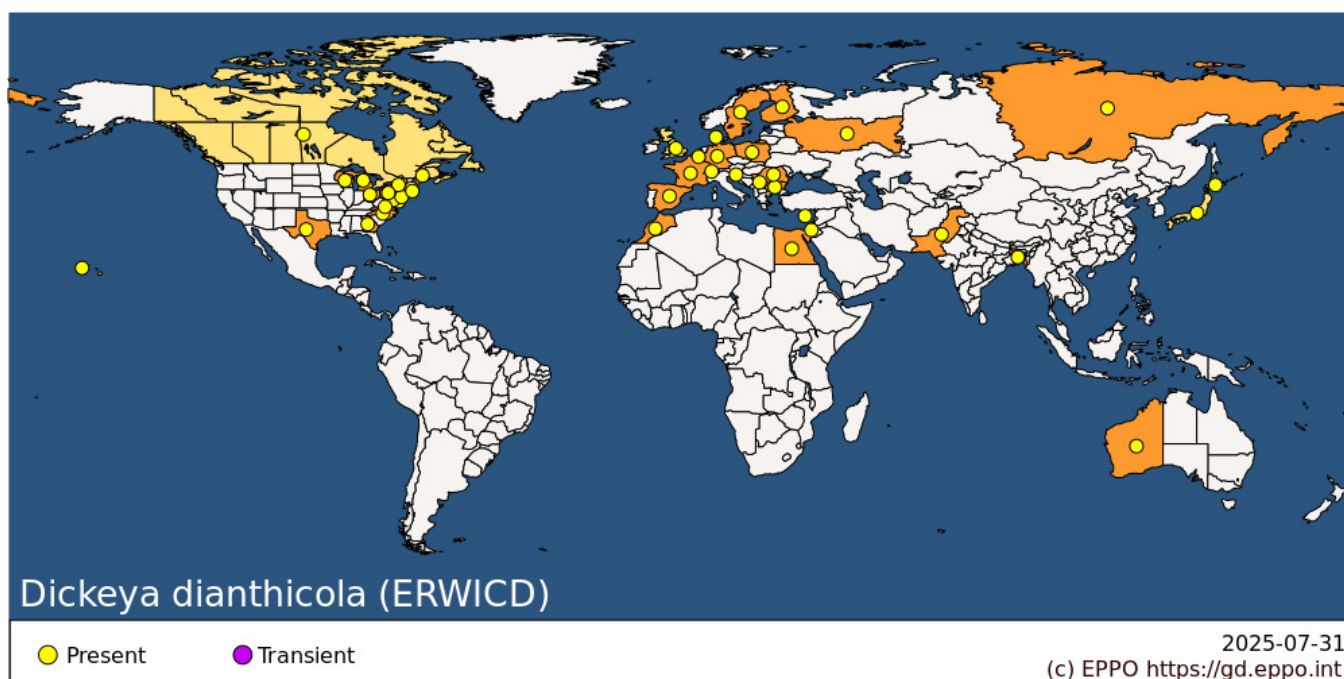 Dickeya dianthicola (ERWICD)
Present
Transient
2025-07-31
(c) EPPO https://gd.eppo.int